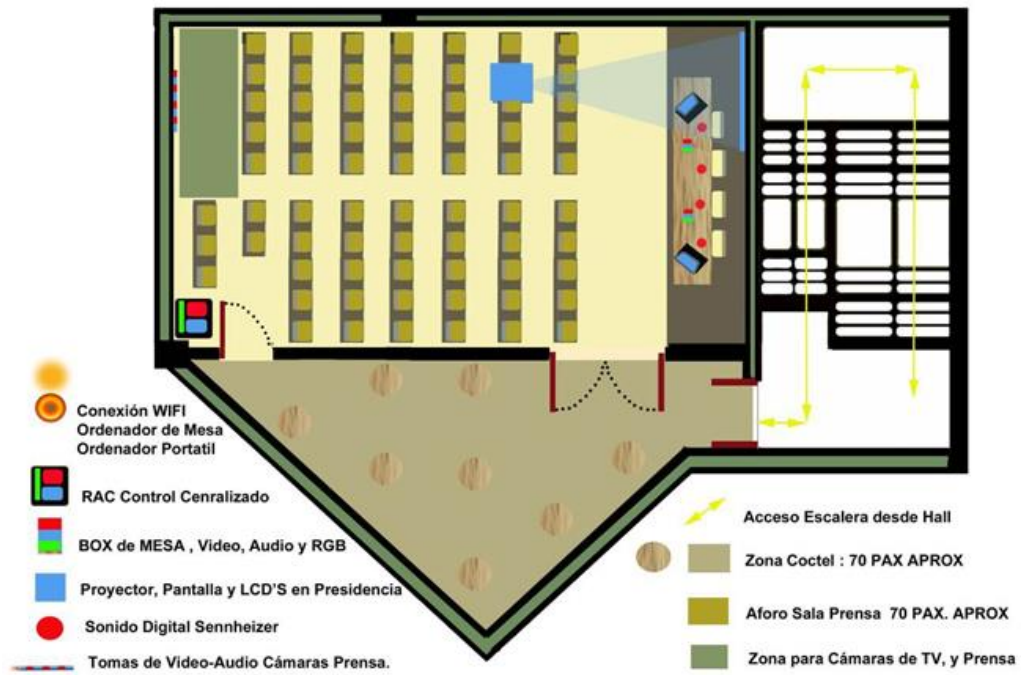 Conexión WIFI
Ordenador de Mesa
Ordenador Portatil
RAC Control Cenralizado
BOX de MESA , Video, Audio y RGB
Proyector, Pantalla y LCD'S en Presidencia
Sonido Digital Sennheizer
Tomas de Video-Audio Cámaras Prensa.
Acceso Escalera desde Hall
Zona Coctel : 70 PAX APROX
Aforo Sala Prensa 70 PAX. APROX
Zona para Cámaras de TV, y Prensa